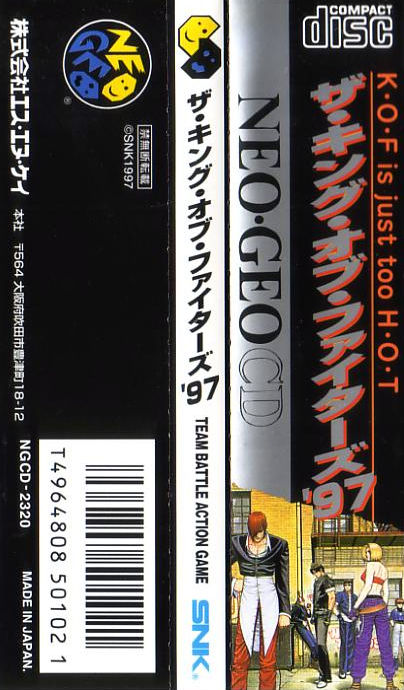 COMPACT
disc
K・O・F is just too H・O・T
ザ・キング・オブ・ファイターズ'97
NEO・GEO CD
ザ・キング・オブ・ファイターズ'97
TEAM BATTLE ACTION GAME
SNK
NEO
GEO
®
禁無断転載
©SNK1997
T4964808 50102 1
株式会社エス・エヌ・ケイ
本社 〒564 大阪府吹田市豊津町18-12
NGCD-2320
MADE IN JAPAN.